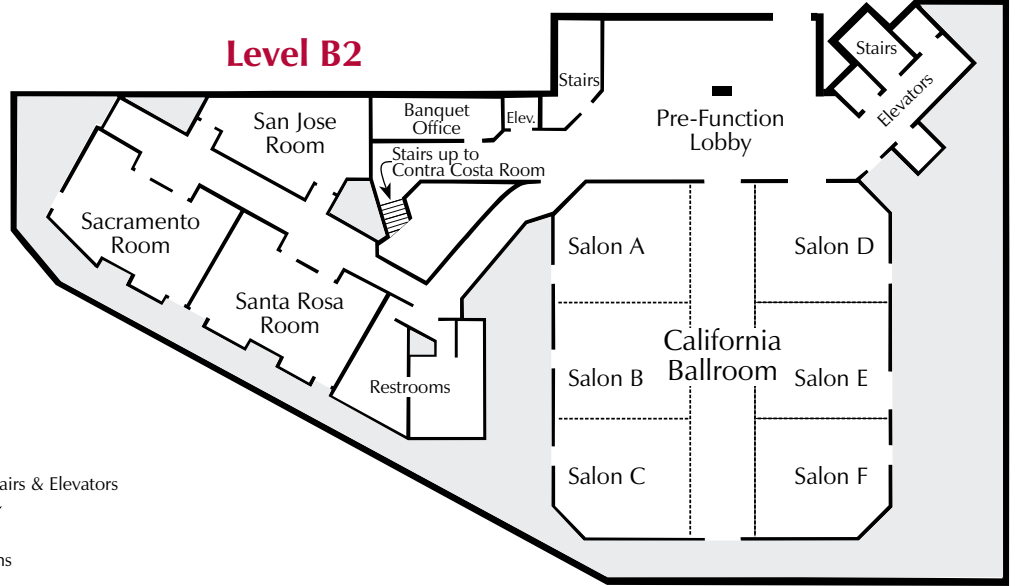 Level B2
Stairs
Stairs
Elevators
Banquet
Office
Elev.
San Jose
Room
Pre-Function
Lobby
Stairs up to
Contra Costa Room
Sacramento
Room
Salon A
Salon D
Santa Rosa
Room
California
Ballroom
Salon B
Salon E
Restrooms
Salon C
Salon F
& Elevators